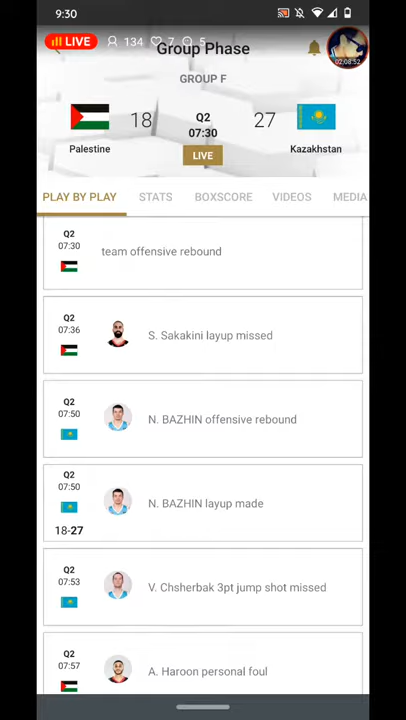 9:30
LIVE 134 7 5
Group Phase
02:08:52
GROUP F
18 Q2 27
07:30
Palestine Kazakhstan
LIVE
PLAY BY PLAY STATS BOXSCORE VIDEOS MEDIA
Q2
07:30
team offensive rebound
Q2
07:36
S. Sakakini layup missed
Q2
07:50
N. BAZHIN offensive rebound
Q2
07:50
N. BAZHIN layup made
18-27
Q2
07:53
V. Chsherbak 3pt jump shot missed
Q2
07:57
A. Haroon personal foul